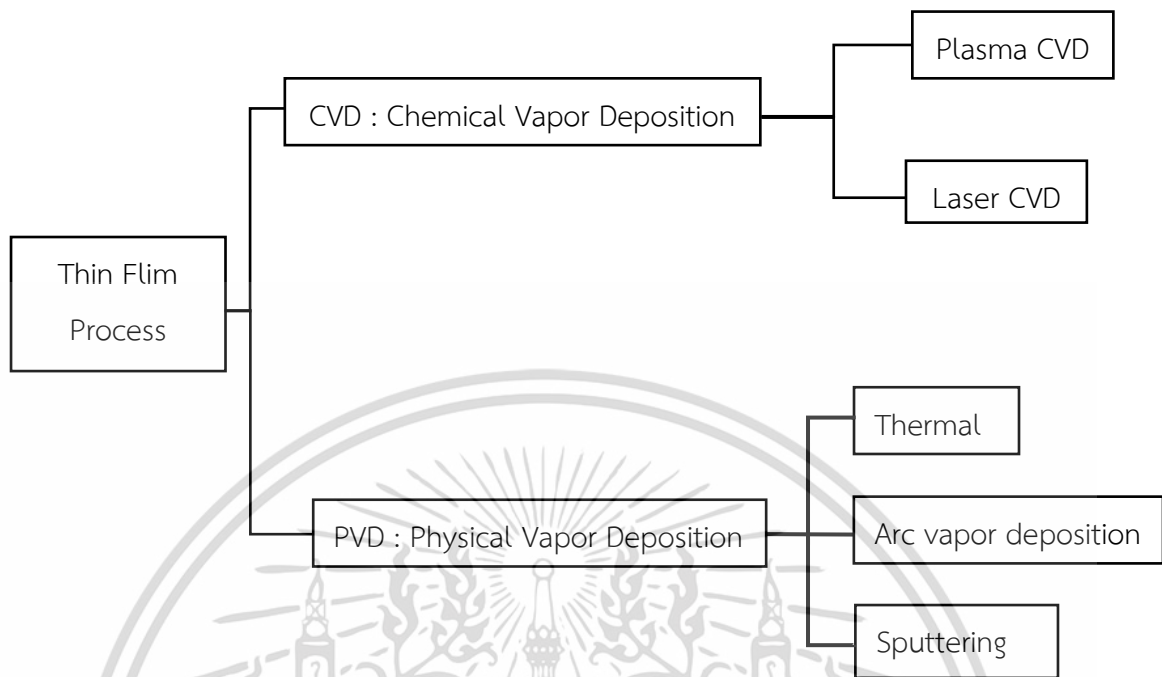 Thin Flim
Process
CVD : Chemical Vapor Deposition
Plasma CVD
Laser CVD
PVD : Physical Vapor Deposition
Thermal
Arc vapor deposition
Sputtering